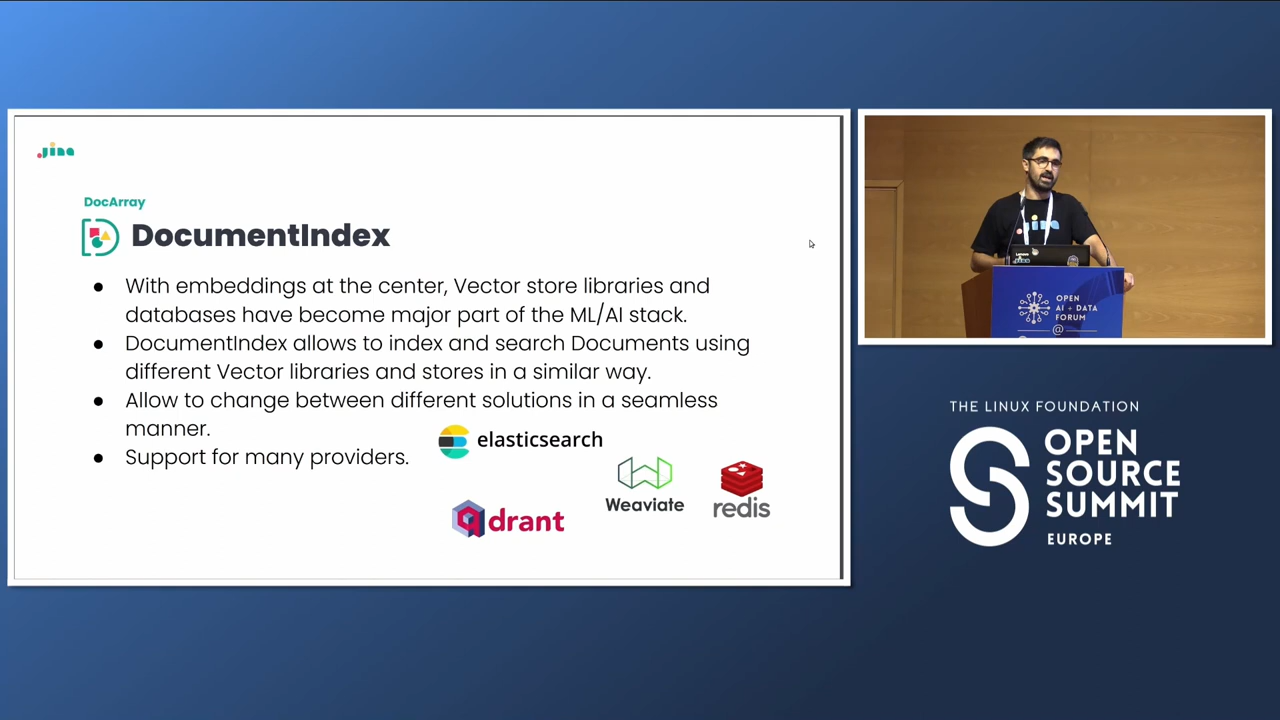 Jina
DocArray
DocumentIndex
● With embeddings at the center, Vector store libraries and
databases have become major part of the ML/AI stack.
● DocumentIndex allows to index and search Documents using
different Vector libraries and stores in a similar way.
● Allow to change between different solutions in a seamless
manner.
● Support for many providers.
elasticsearch
Weaviate
redis
qdrant
jina
Jina
OPEN
AI + DATA
FORUM
@
THE LINUX FOUNDATION
OPEN
SOURCE
SUMMIT
EUROPE